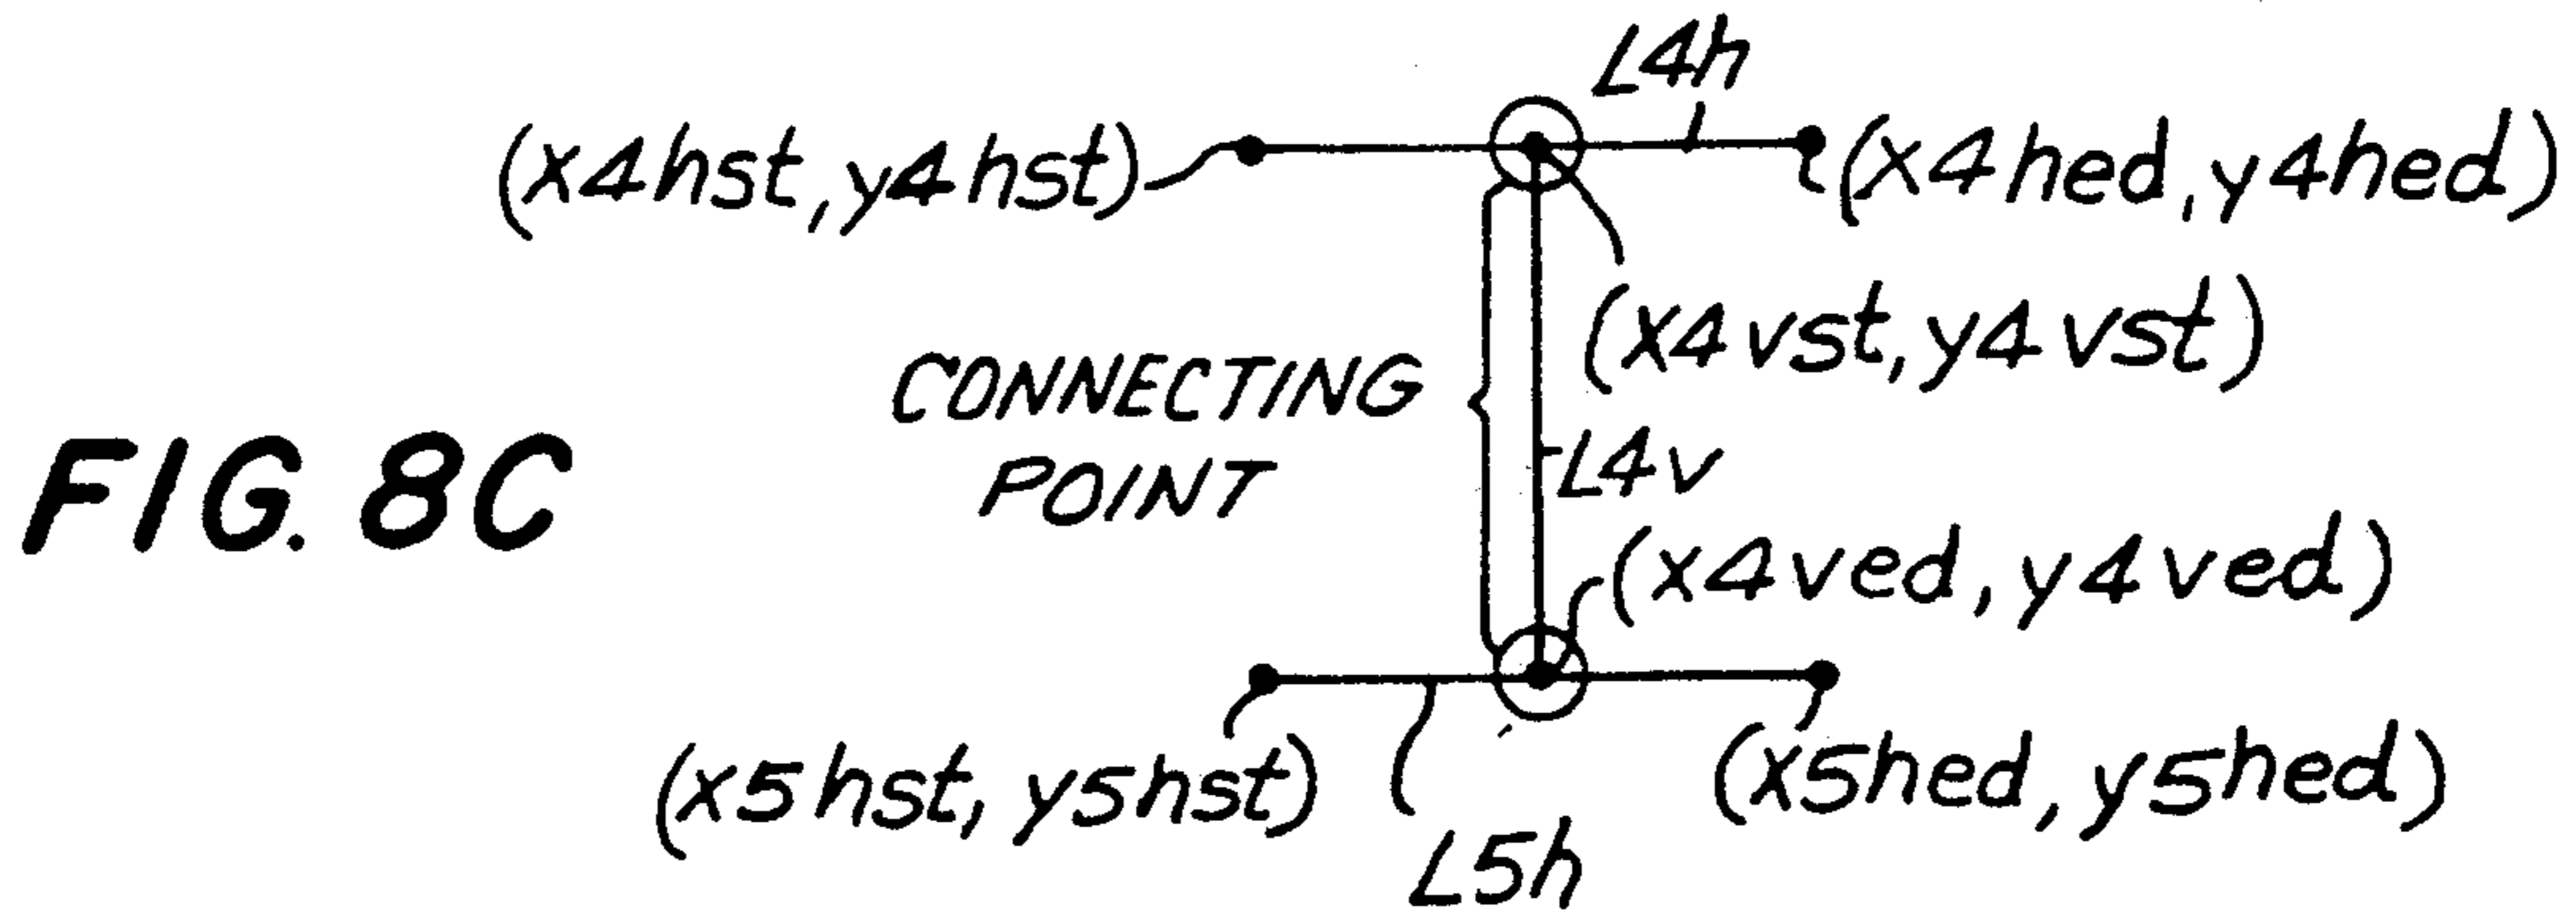 L4h
(x4hst, y4hst)
(x4hed, y4hed)
(x4vst, y4vst)
CONNECTING
POINT
L4v
FIG. 8C
(x4ved, y4ved)
(x5hst, y5hst)
(x5hed, y5hed)
L5h